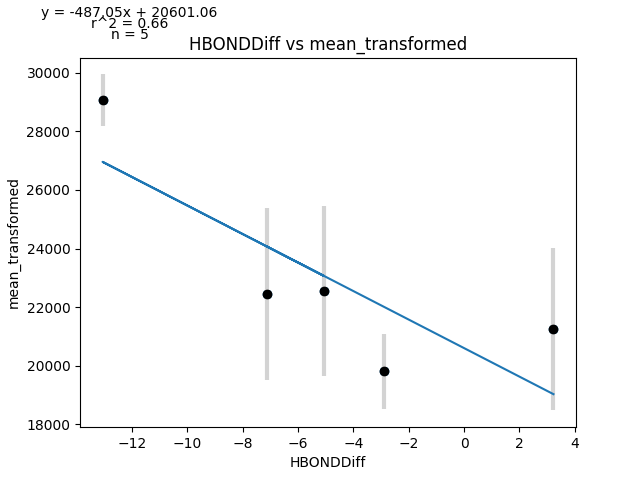 y = -487.05x + 20601.06
r^2 = 0.66
n = 5
HBONDDiff vs mean_transformed
30000
28000
26000
24000
22000
20000
18000
mean_transformed
−12
−10
−8
−6
−4
−2
0
2
4
HBONDDiff